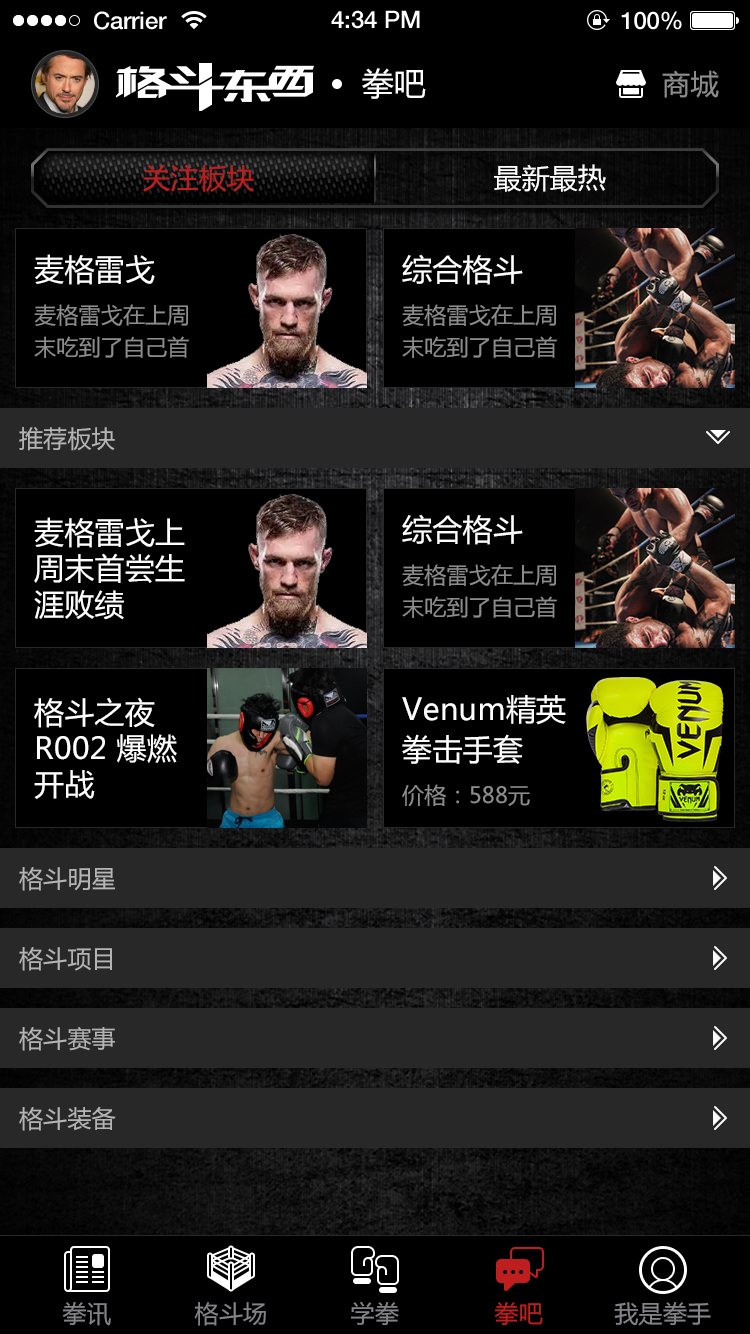 Carrier 4:34 PM 100%
格斗东西 • 拳吧 商城
关注板块 最新最热
麦格雷戈
麦格雷戈在上周
末吃到了自己首
综合格斗
麦格雷戈在上周
末吃到了自己首
推荐板块
麦格雷戈上
周末首尝生
涯败绩
综合格斗
麦格雷戈在上周
末吃到了自己首
格斗之夜
R002 爆燃
开战
Venum精英
拳击手套
价格：588元
VENUM
VENUM
格斗明星
格斗项目
格斗赛事
格斗装备
拳讯 格斗场 学拳 拳吧 我是拳手